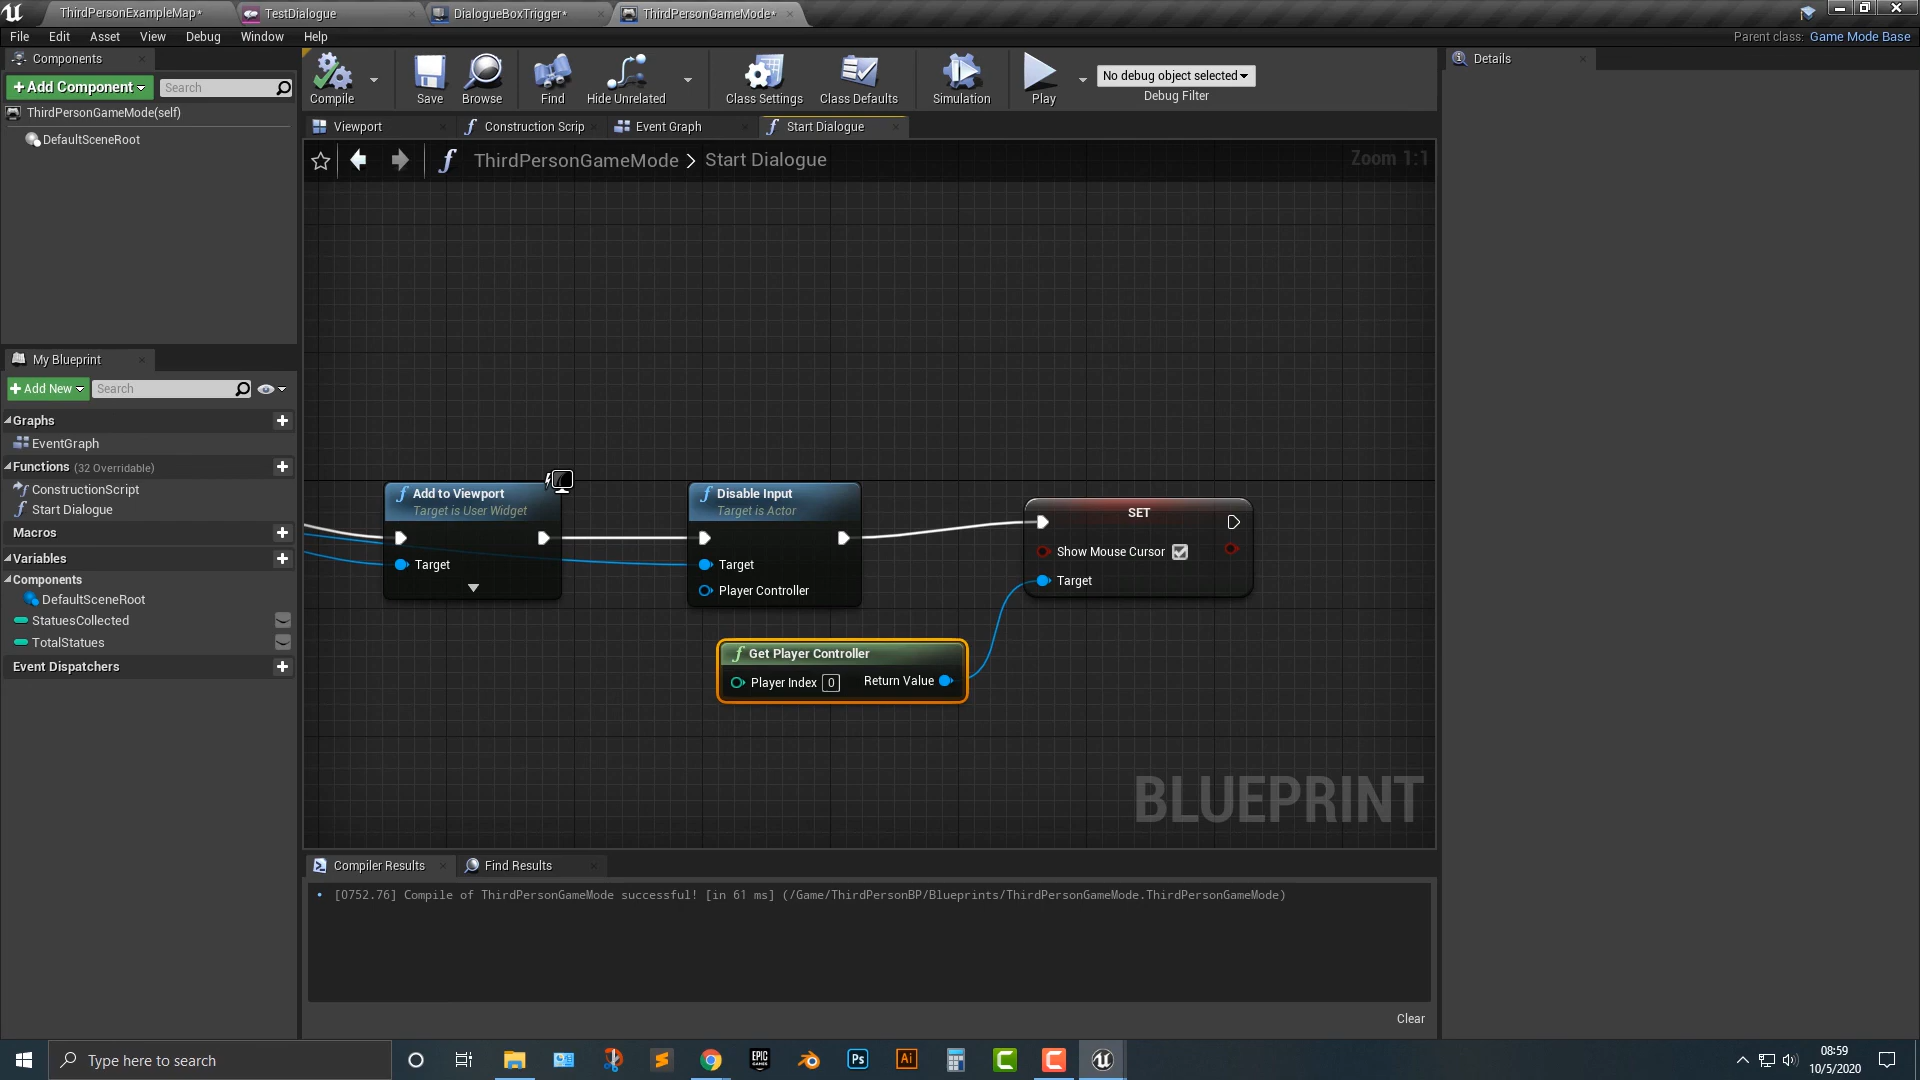 ThirdPersonExampleMap*
TestDialogue
DialogueBoxTrigger*
ThirdPersonGameMode*
File Edit Asset View Debug Window Help
Parent class: Game Mode Base
Components
+Add Component
Search
ThirdPersonGameMode(self)
DefaultSceneRoot
Compile
Save
Browse
Find
Hide Unrelated
Class Settings
Class Defaults
Simulation
Play
No debug object selected
Debug Filter
Details
Viewport
Construction Scrip
Event Graph
Start Dialogue
ThirdPersonGameMode > Start Dialogue
Zoom 1:1
My Blueprint
+Add New
Search
Graphs
EventGraph
Functions (32 Overridable)
ConstructionScript
Start Dialogue
Macros
Variables
Components
DefaultSceneRoot
StatuesCollected
TotalStatues
Event Dispatchers
Add to Viewport
Target is User Widget
Target
Disable Input
Target is Actor
Target
Player Controller
SET
Show Mouse Cursor
Target
Get Player Controller
Player Index 0
Return Value
BLUEPRINT
Compiler Results
Find Results
[0752.76] Compile of ThirdPersonGameMode successful! [in 61 ms] (/Game/ThirdPersonBP/Blueprints/ThirdPersonGameMode.ThirdPersonGameMode)
Clear
Type here to search
EPIC GAMES
Ps
Ai
08:59
10/5/2020